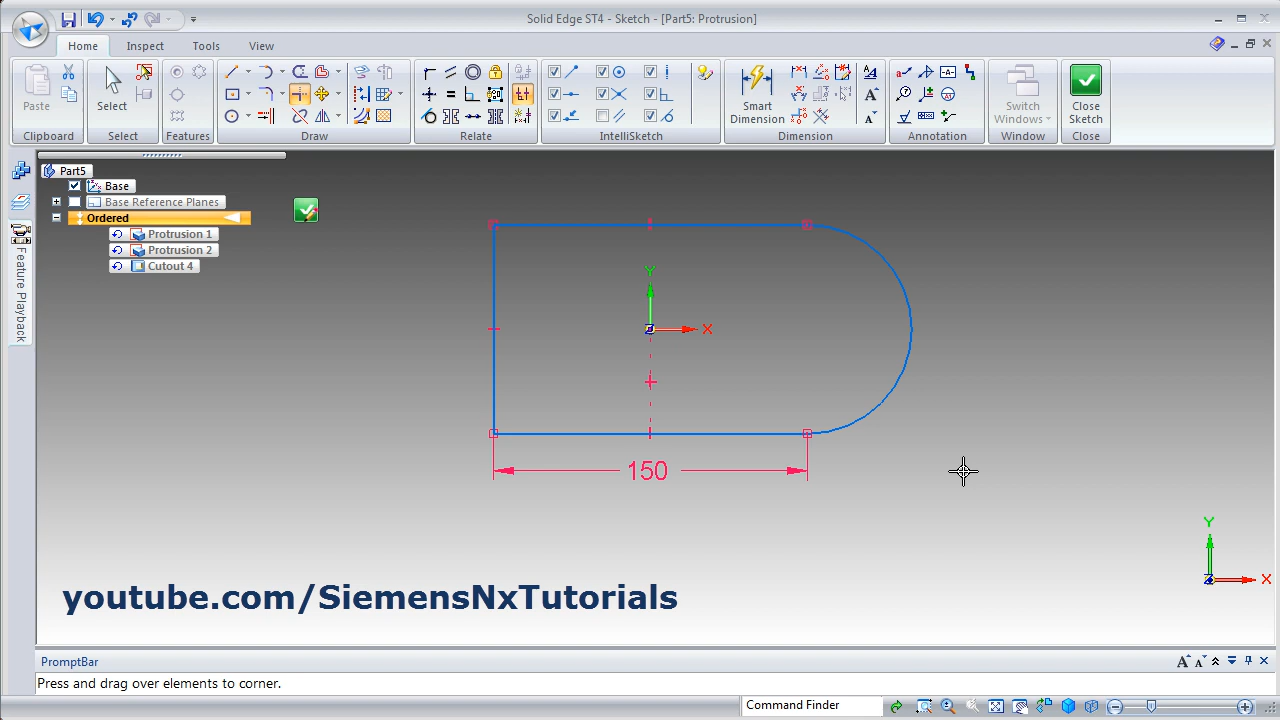 Solid Edge ST4 - Sketch - [Part5: Protrusion]
Home Inspect Tools View
Paste
Select
Smart Dimension
Switch Windows
Close Sketch
Clipboard Select Features Draw Relate IntelliSketch Dimension Annotation Window Close
Part5
Base
Base Reference Planes
Ordered
Protrusion 1
Protrusion 2
Cutout 4
Feature Playback
Y
X
150
Y
X
youtube.com/SiemensNxTutorials
PromptBar
Press and drag over elements to corner.
Command Finder